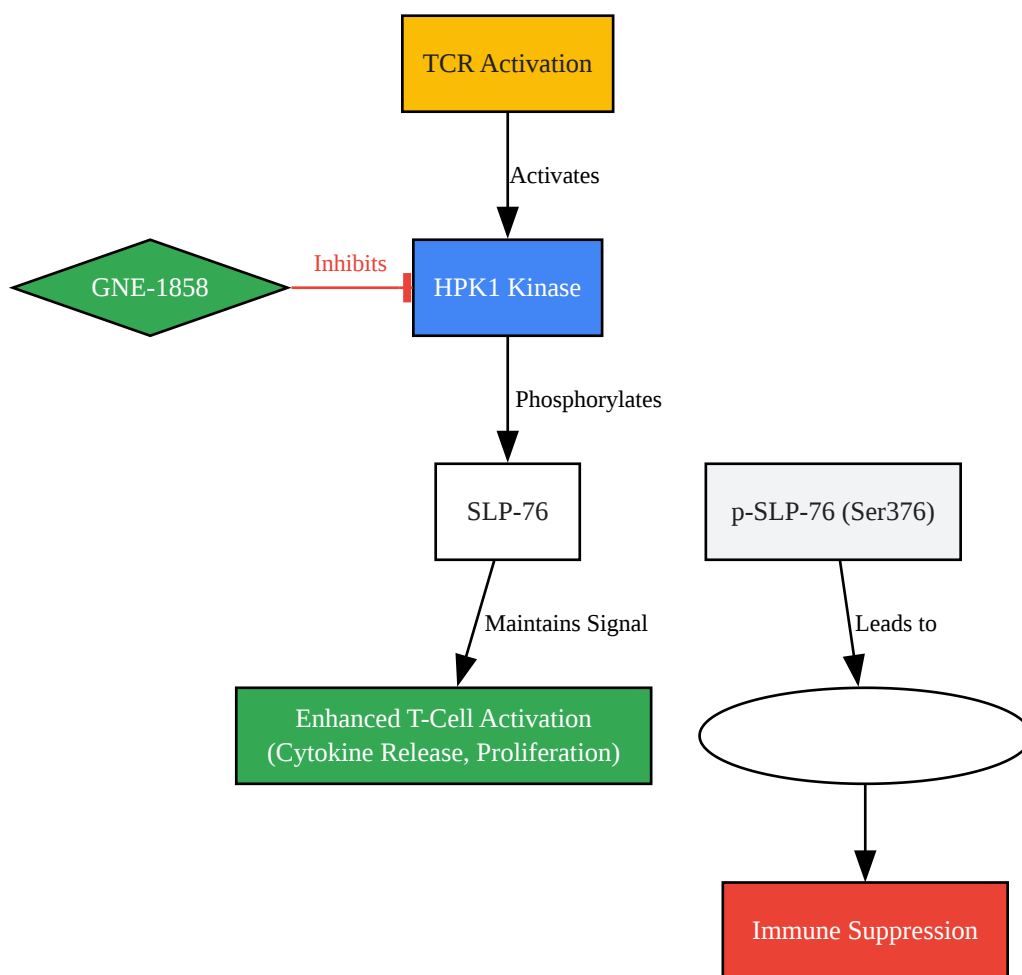 TCR Activation
Activates
Inhibits
GNE-1858
HPK1 Kinase
Phosphorylates
SLP-76
p-SLP-76 (Ser376)
Maintains Signal
Leads to
Enhanced T-Cell Activation
(Cytokine Release, Proliferation)
Immune Suppression